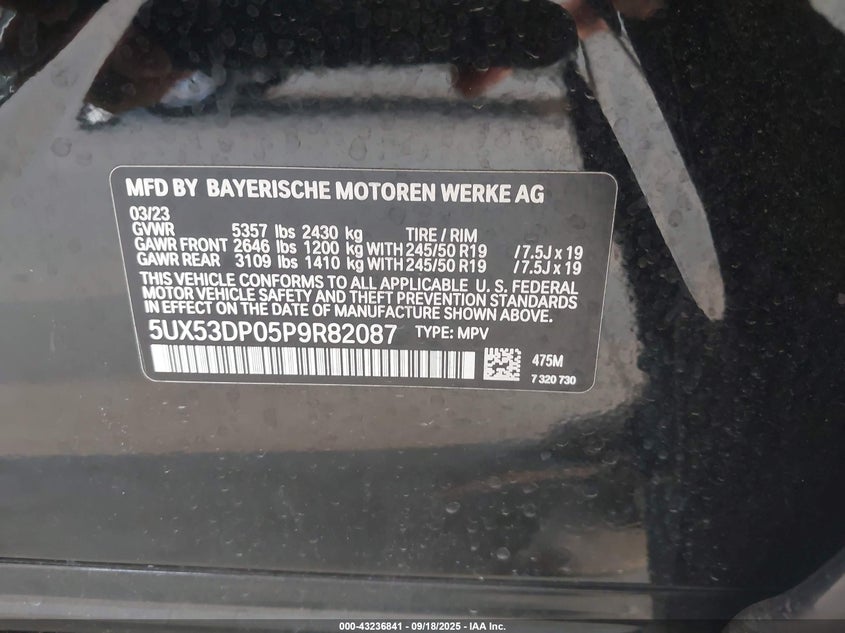 MFD BY BAYERISCHE MOTOREN WERKE AG
03/23
GVWR 5357 lbs 2430 kg TIRE / RIM
GAWR FRONT 2646 lbs 1200 kg WITH 245/50 R19 / 7.5J x 19
GAWR REAR 3109 lbs 1410 kg WITH 245/50 R19 / 7.5J x 19
THIS VEHICLE CONFORMS TO ALL APPLICABLE U. S. FEDERAL
MOTOR VEHICLE SAFETY AND THEFT PREVENTION STANDARDS
IN EFFECT ON THE DATE OF MANUFACTURE SHOWN ABOVE.
5UX53DP05P9R82087 TYPE: MPV
475M
7 320 730
000-43236841 - 09/18/2025 - IAA Inc.